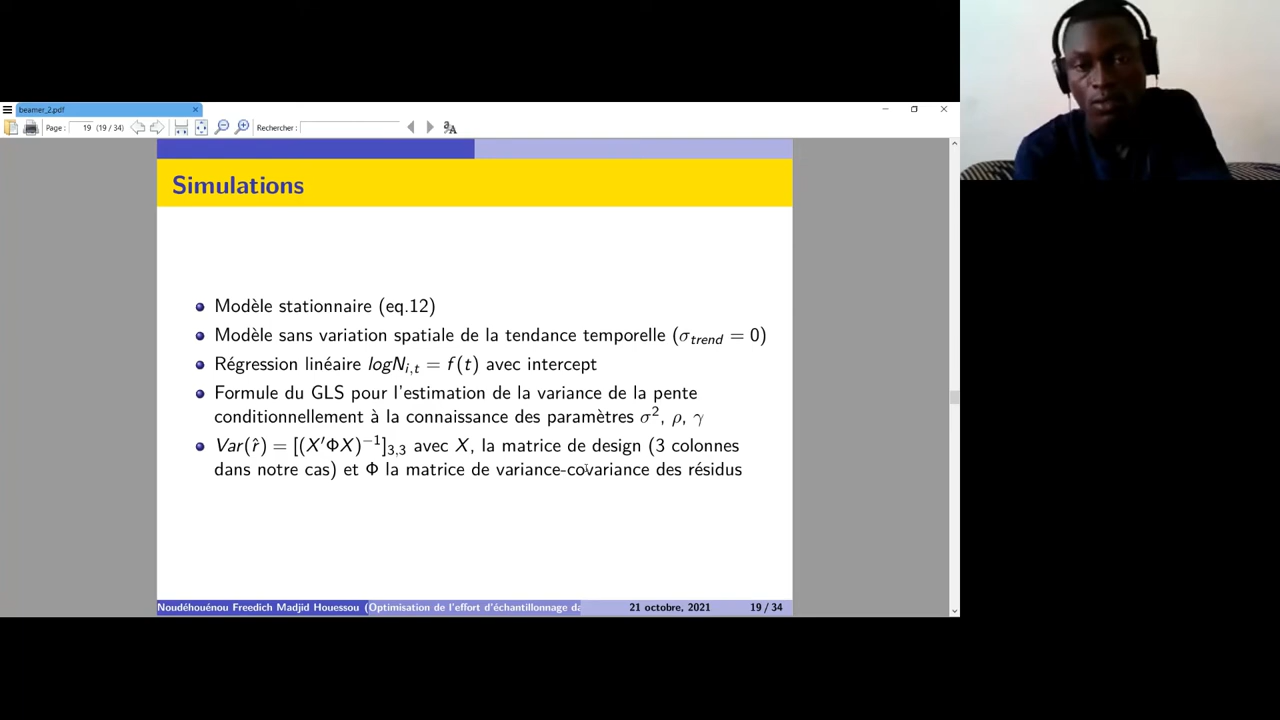 beamer_2.pdf
Page : 19 (19 / 34) Rechercher :
Simulations
Modèle stationnaire (eq.12)
Modèle sans variation spatiale de la tendance temporelle (σ_trend = 0)
Régression linéaire logN_{i,t} = f(t) avec intercept
Formule du GLS pour l'estimation de la variance de la pente
conditionnellement à la connaissance des paramètres σ², ρ, γ
Var(r̂) = [(X′ΦX)⁻¹]₃,₃ avec X, la matrice de design (3 colonnes
dans notre cas) et Φ la matrice de variance-covariance des résidus
Noudéhouénou Freedich Madjid Houessou (Optimisation de l'effort d'échantillonnage da 21 octobre, 2021 19 / 34